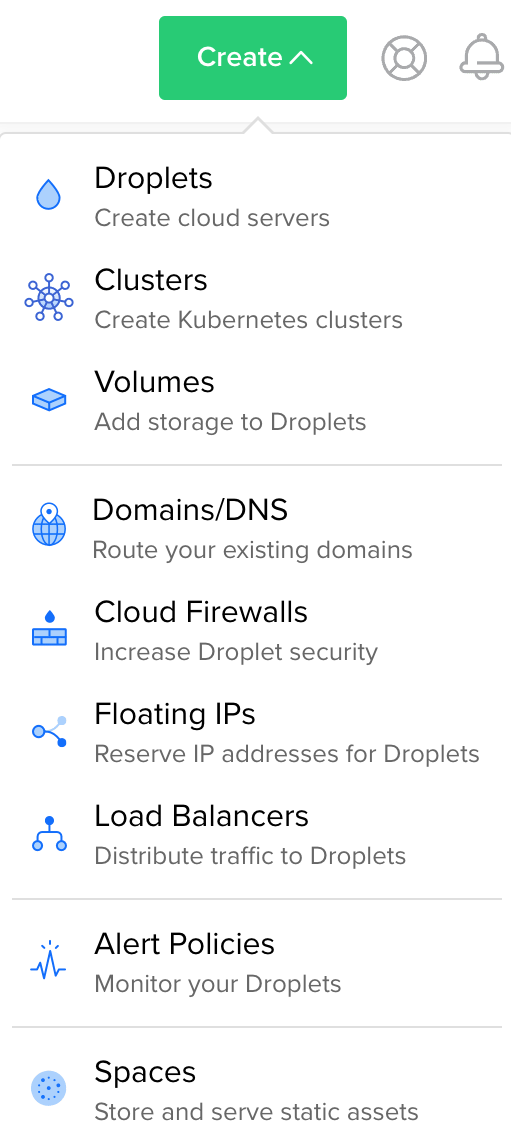 Create
Droplets
Create cloud servers
Clusters
Create Kubernetes clusters
Volumes
Add storage to Droplets
Domains/DNS
Route your existing domains
Cloud Firewalls
Increase Droplet security
Floating IPs
Reserve IP addresses for Droplets
Load Balancers
Distribute traffic to Droplets
Alert Policies
Monitor your Droplets
Spaces
Store and serve static assets